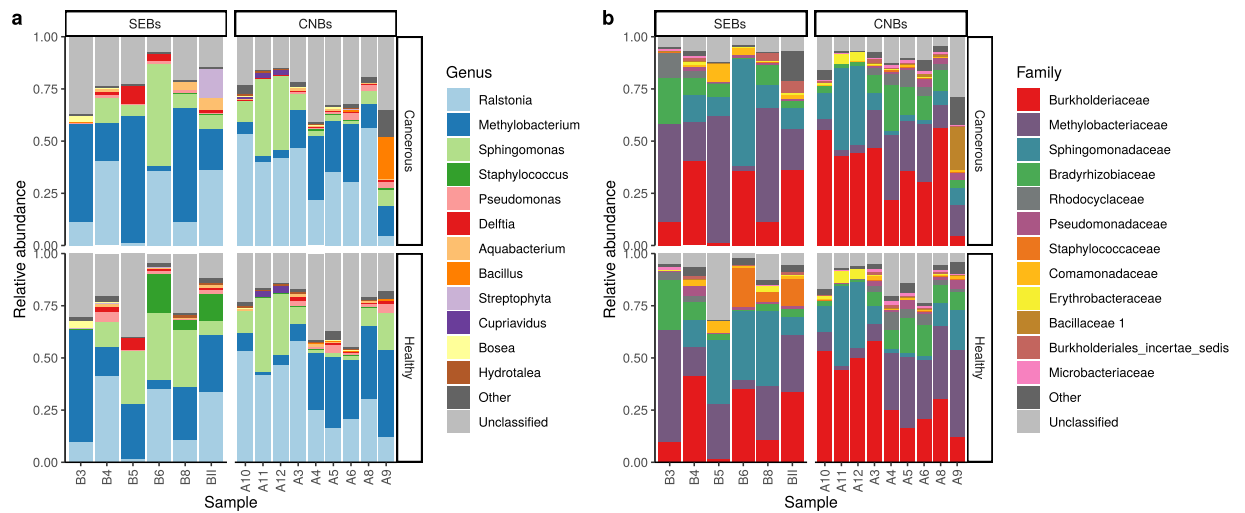 a
SEBs
CNBs
1.00
0.75
0.50
0.25
0.00
Cancerous
1.00
0.75
0.50
0.25
0.00
Healthy
Relative abundance
Relative abundance
B3
B4
B5
B6
B8
BII
A10
A11
A12
A3
A4
A5
A6
A8
A9
Sample
Genus
Ralstonia
Methylobacterium
Sphingomonas
Staphylococcus
Pseudomonas
Delftia
Aquabacterium
Bacillus
Streptophyta
Cupriavidus
Bosea
Hydrotalea
Other
Unclassified
b
SEBs
CNBs
1.00
0.75
0.50
0.25
0.00
Cancerous
1.00
0.75
0.50
0.25
0.00
Healthy
Relative abundance
Relative abundance
B3
B4
B5
B6
B8
BII
A10
A11
A12
A3
A4
A5
A6
A8
A9
Sample
Family
Burkholderiaceae
Methylobacteriaceae
Sphingomonadaceae
Bradyrhizobiaceae
Rhodocyclaceae
Pseudomonadaceae
Staphylococcaceae
Comamonadaceae
Erythrobacteraceae
Bacillaceae 1
Burkholderiales_incertae_sedis
Microbacteriaceae
Other
Unclassified